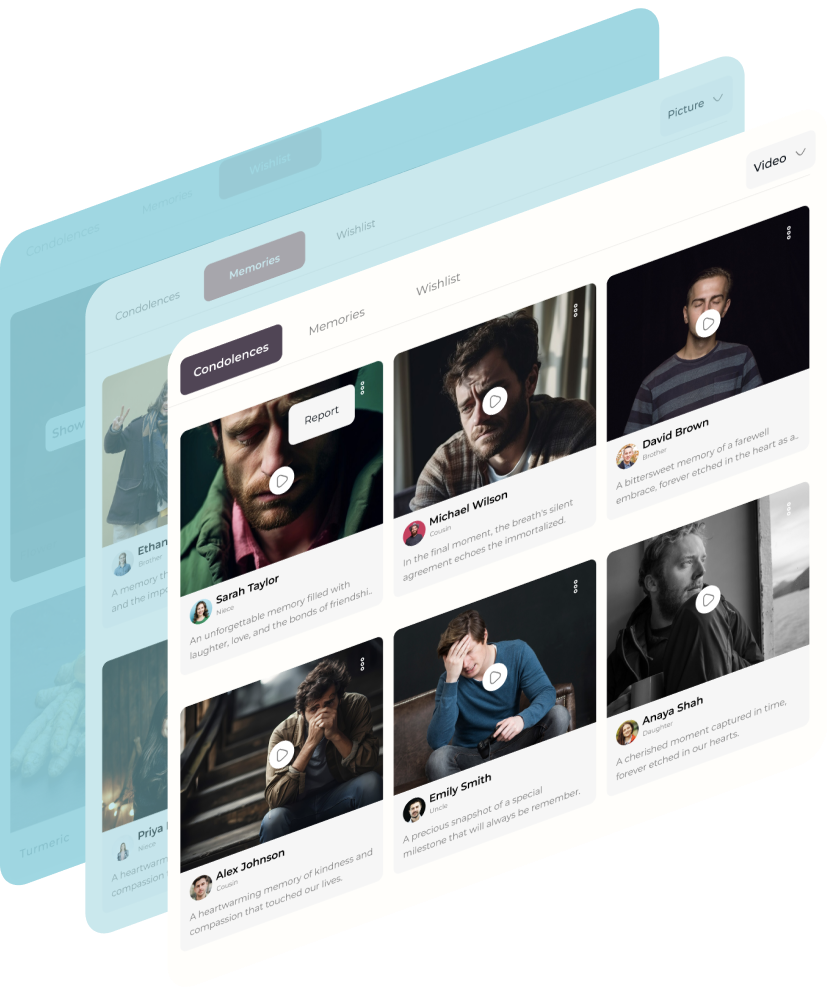 Wishlist
Memories
Condolences
Show
Turmeric
Picture
Wishlist
Memories
Condolences
Ethan
Brother
A memory
and the
Priya
Niece
A heartwarm
compassion
Video
Wishlist
Memories
Condolences
Report
Sarah Taylor
Niece
An unforgettable memory filled with
laughter, love, and the bonds of friendshi..
Michael Wilson
Cousin
In the final moment, the breath's silent
agreement echoes the immortalized.
David Brown
Brother
A bittersweet memory of a farewell
embrace, forever etched in the heart as a..
Alex Johnson
Cousin
A heartwarming memory of kindness and
compassion that touched our lives.
Emily Smith
Uncle
A precious snapshot of a special
milestone that will always be remember.
Anaya Shah
Daughter
A cherished moment captured in time,
forever etched in our hearts.